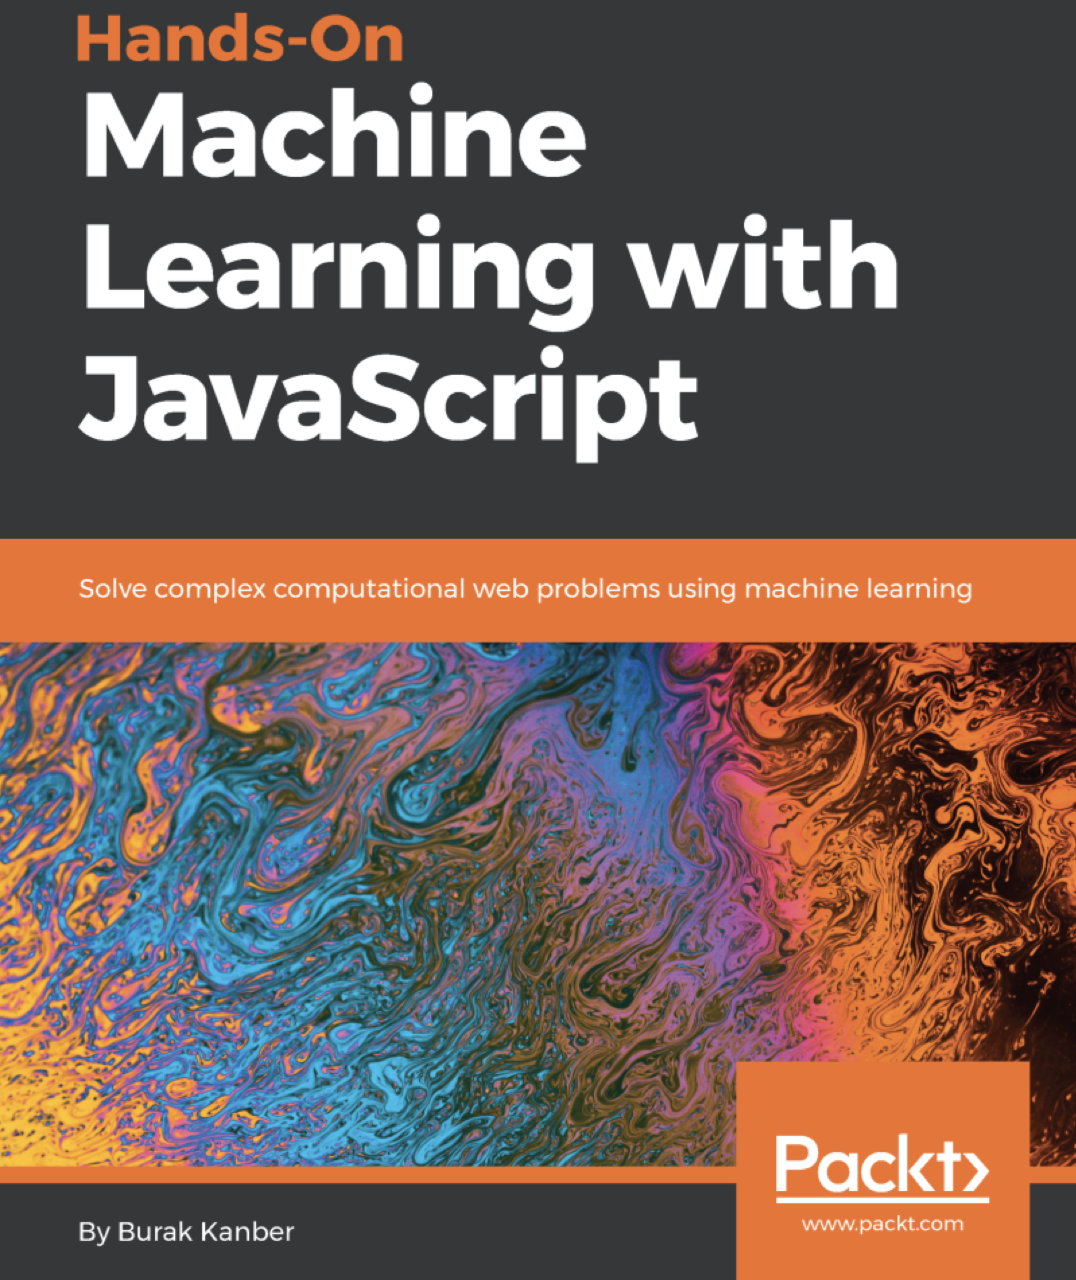 Hands-On
Machine
Learning with
JavaScript
Solve complex computational web problems using machine learning
Packt>
www.packt.com
By Burak Kanber